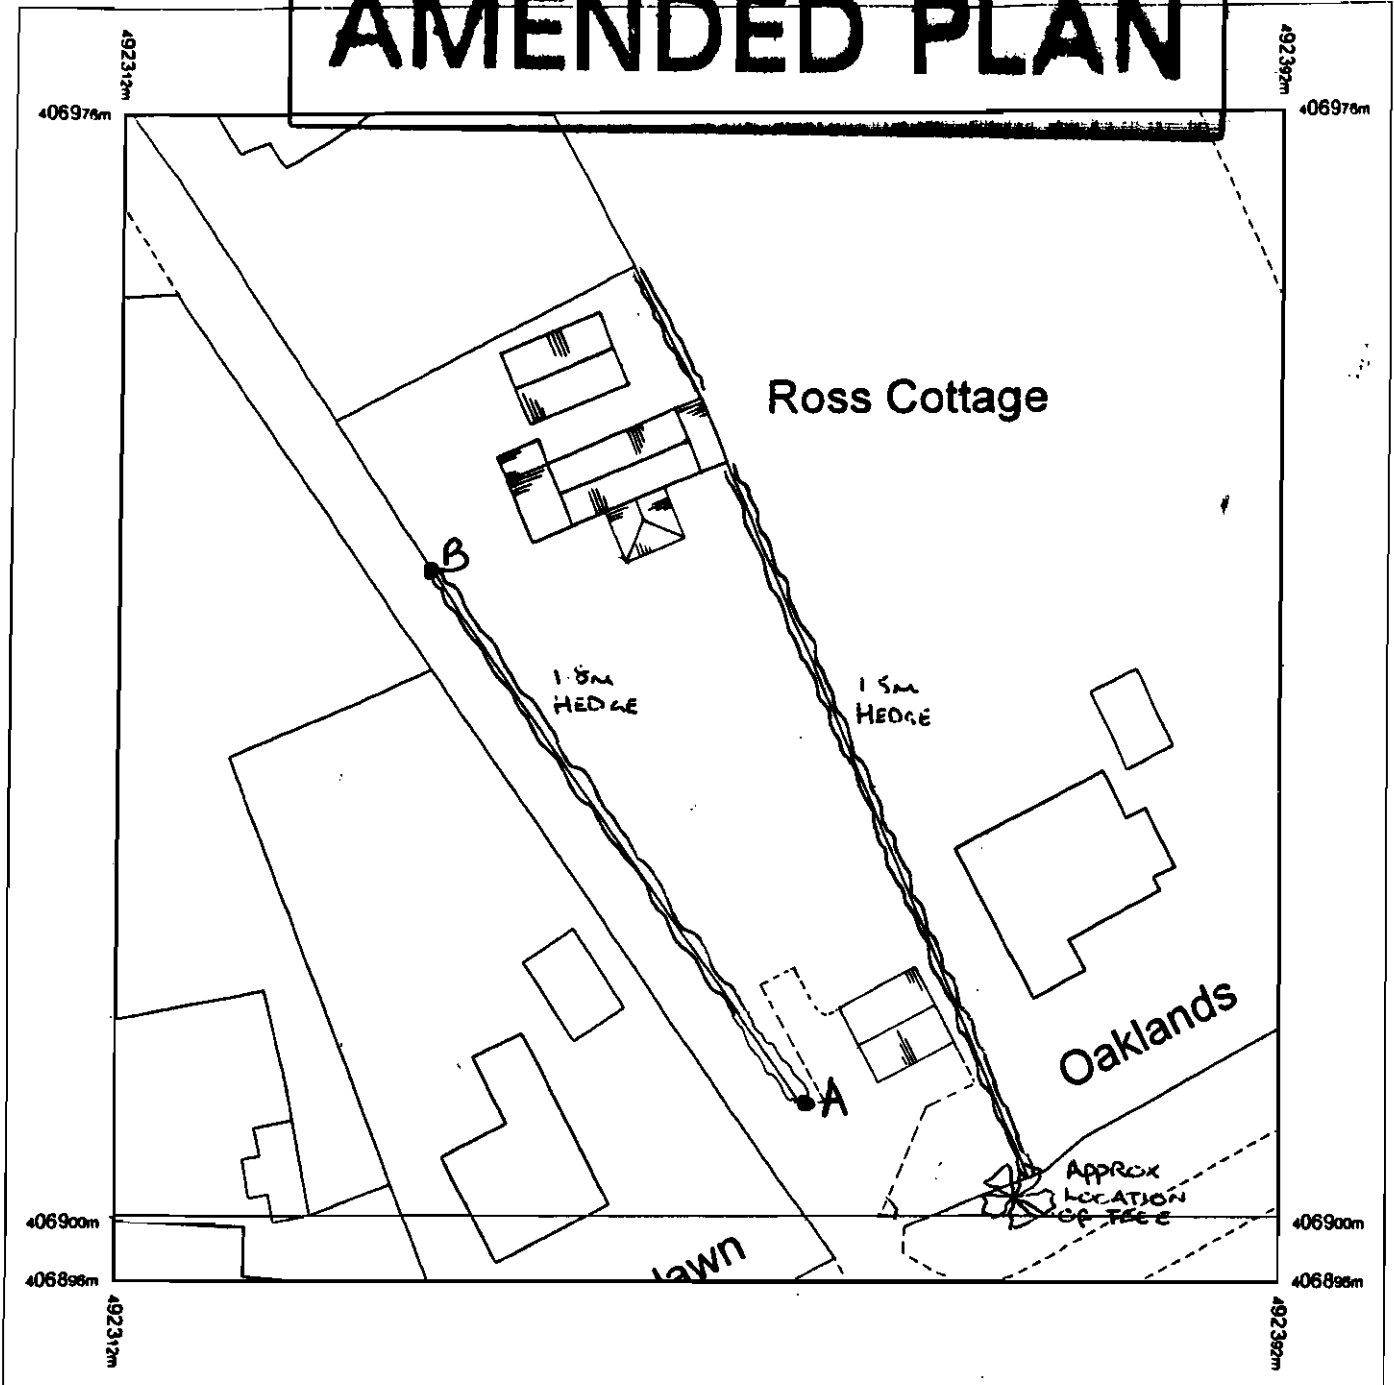 AMENDED PLAN
492312m
492392m
406976m
406976m
Ross Cottage
B
1.8m
HEDGE
1.5m
HEDGE
Oaklands
A
APPROX
LOCATION
OF TREE
406900m
406900m
lawn
406896m
406896m
492312m
492392m